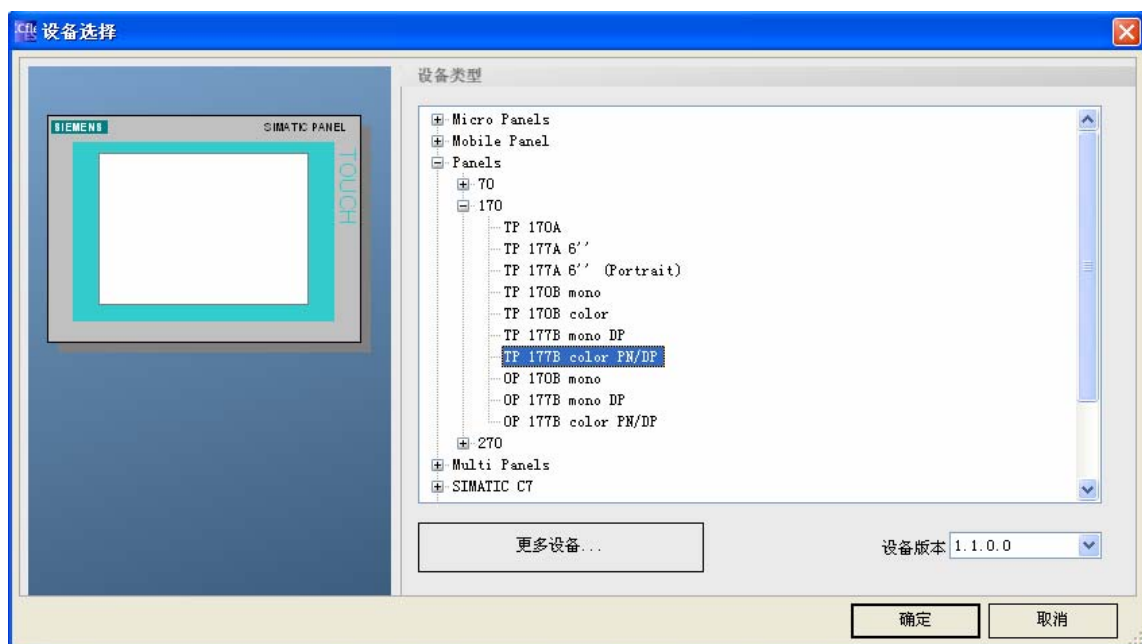 设备选择
设备类型
SIEMENS SIMATIC PANEL
TOUCH
Micro Panels
Mobile Panel
Panels
70
170
TP 170A
TP 177A 6''
TP 177A 6'' (Portrait)
TP 170B mono
TP 170B color
TP 177B mono DP
TP 177B color PN/DP
OP 170B mono
OP 177B mono DP
OP 177B color PN/DP
270
Multi Panels
SIMATIC C7
更多设备...
设备版本 1.1.0.0
确定 取消